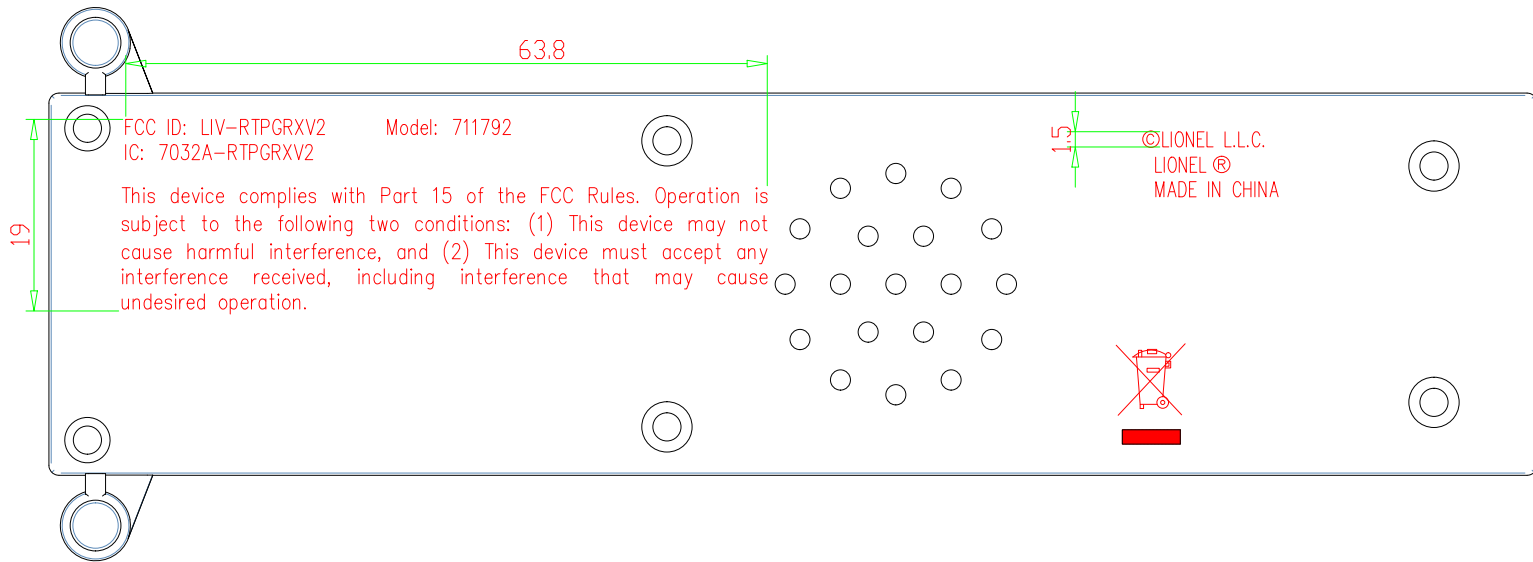 63.8
FCC ID: LIV-RTPGRXV2 Model: 711792
IC: 7032A-RTPGRXV2
1.5
©LIONEL L.L.C.
LIONEL ®
MADE IN CHINA
19
This device complies with Part 15 of the FCC Rules. Operation is
subject to the following two conditions: (1) This device may not
cause harmful interference, and (2) This device must accept any
interference received, including interference that may cause
undesired operation.